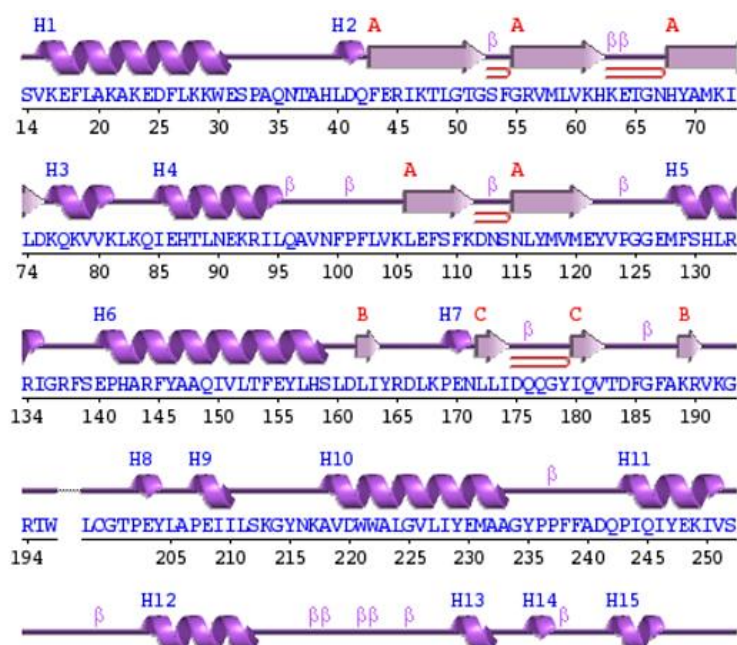 H1 H2 A A A
β ββ
SVKEFLAKAKEDFLKKWESPAQNTAHLDQFERIKTLGTGSFGRVMLVKHKETGNHYAMKI
14 20 25 30 35 40 45 50 55 60 65 70
H3 H4 A A H5
β β β β
LDKQKVVKLKQIEHTLNEKRILQAVNFPFLVKLEFSFKDNSNLYMVMEYVPGGEMFSHLR
74 80 85 90 95 100 105 110 115 120 125 130
H6 B H7 C C B
β β
RIGRFSEPHARFYAAQIVLTFEYLHSLDLIYRDLKPENLLIDQQGYIQVTDFGFAKRVKG
134 140 145 150 155 160 165 170 175 180 185 190
H8 H9 H10 H11
β
RTW LCGTPEYLAPEIILSKGYNKAVDWWALGVLIYEMAAGYPPFFADQPIQIYEKIVS
194 205 210 215 220 225 230 235 240 245 250
H12 H13 H14 H15
β ββ ββ β β